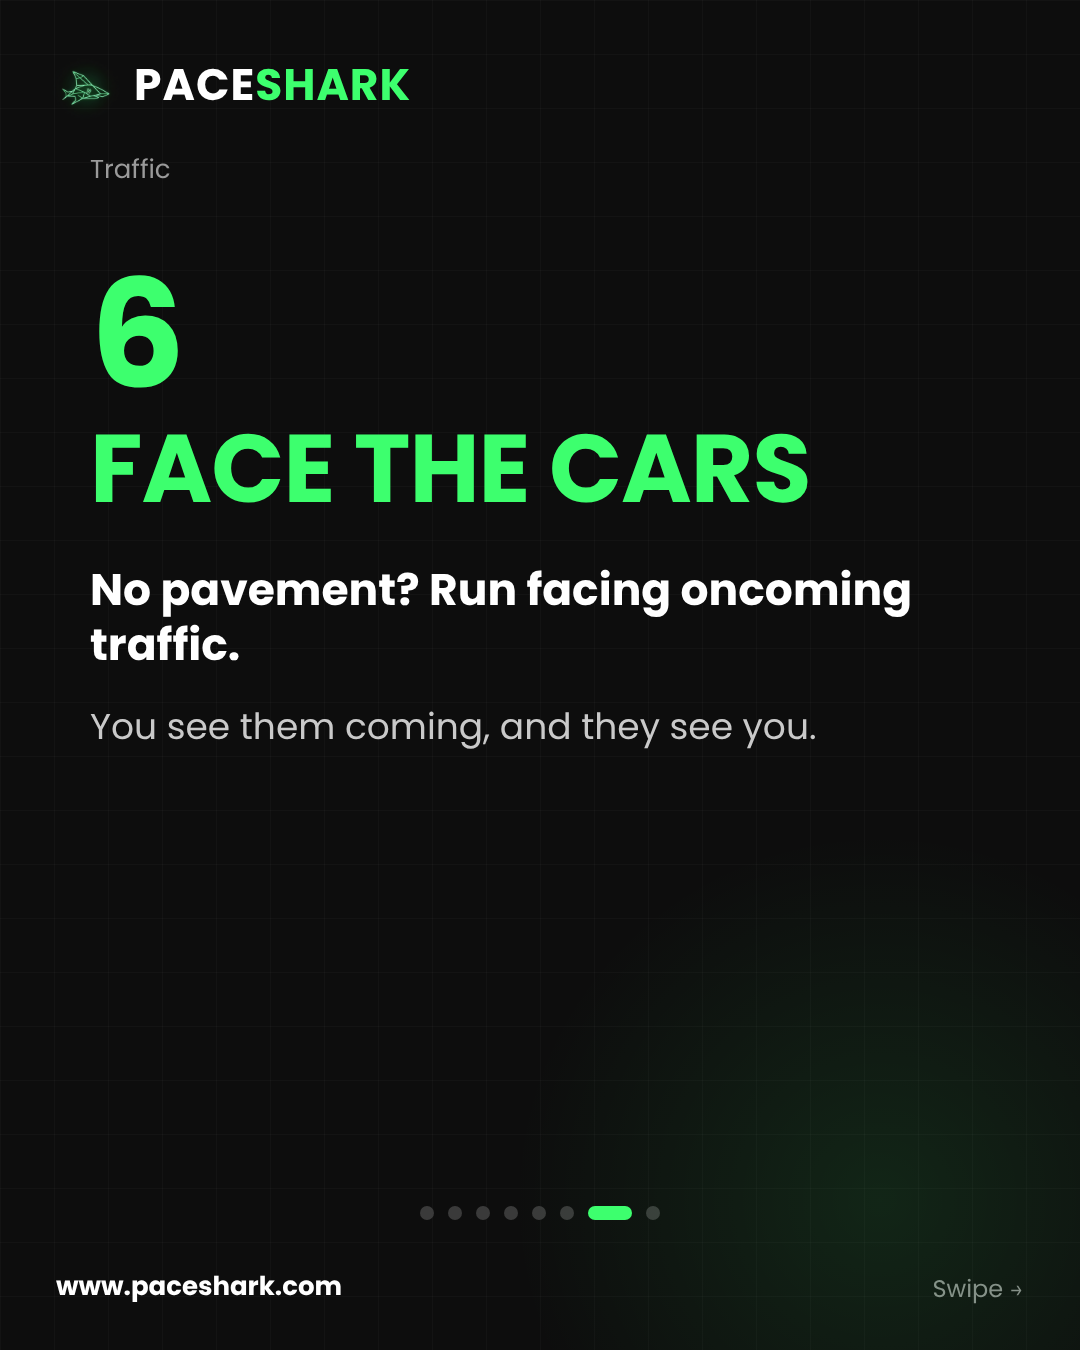 PACESHARK
Traffic
6
FACE THE CARS
No pavement? Run facing oncoming
traffic.
You see them coming, and they see you.
www.paceshark.com
Swipe →